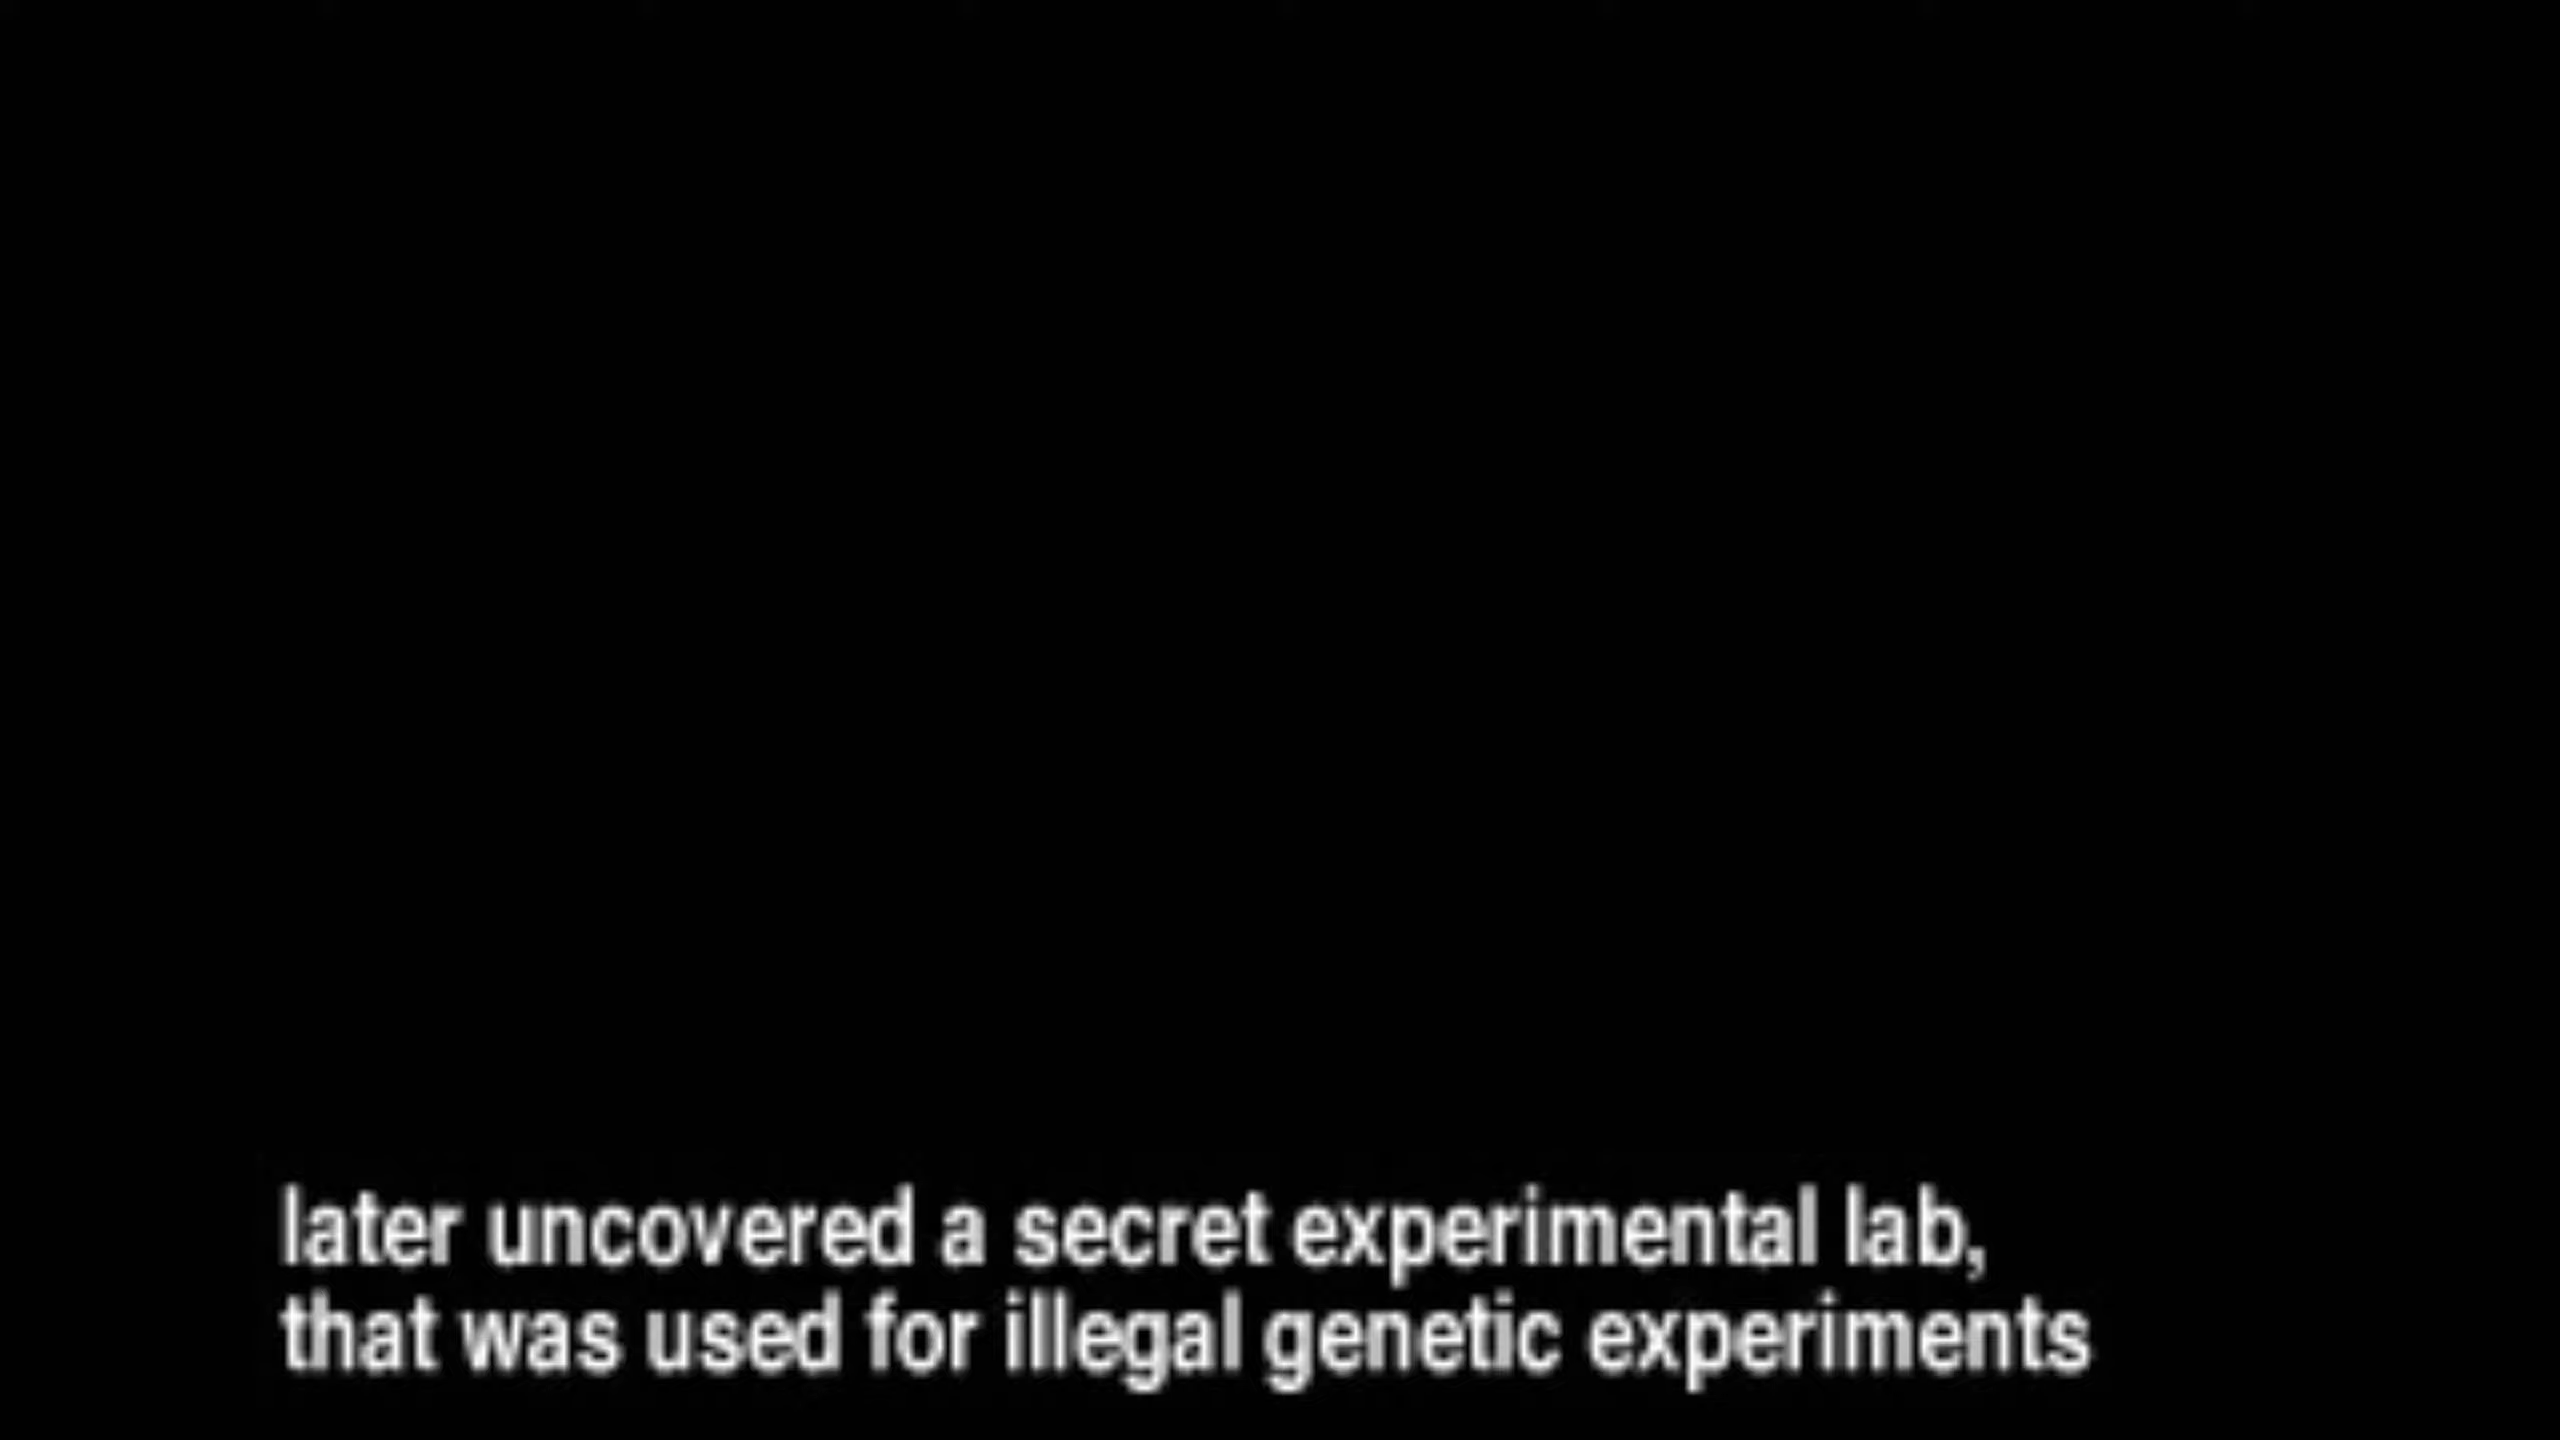 later uncovered a secret experimental lab,
that was used for illegal genetic experiments